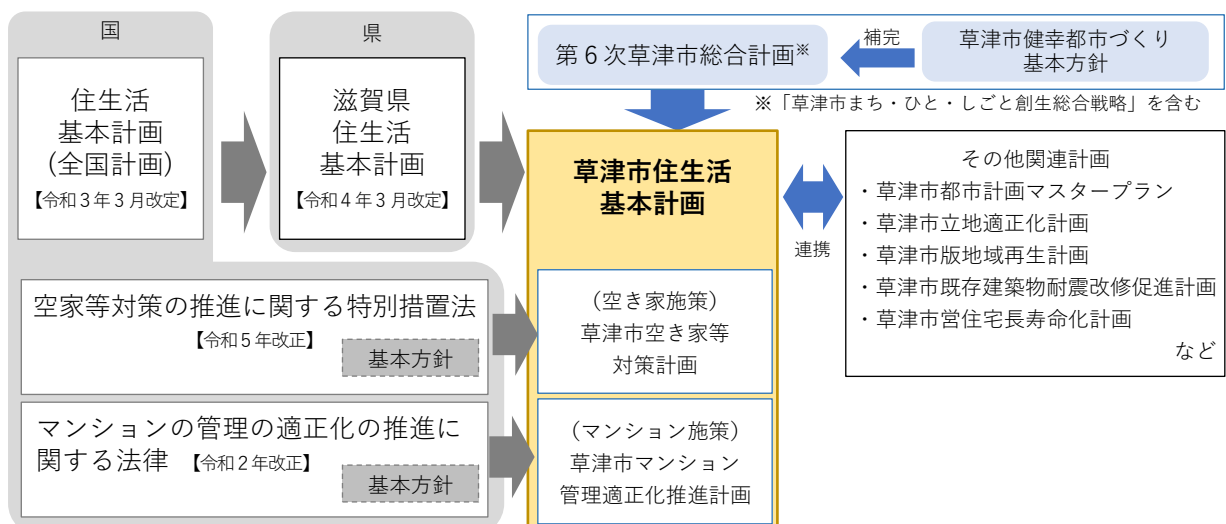 国
住生活
基本計画
(全国計画)
【令和3年3月改定】
県
滋賀県
住生活
基本計画
【令和4年3月改定】
第6次草津市総合計画※
補完
草津市健幸都市づくり
基本方針
※「草津市まち・ひと・しごと創生総合戦略」を含む
草津市住生活
基本計画
連携
その他関連計画
・草津市都市計画マスタープラン
・草津市立地適正化計画
・草津市版地域再生計画
・草津市既存建築物耐震改修促進計画
・草津市営住宅長寿命化計画
など
空家等対策の推進に関する特別措置法
【令和5年改正】
基本方針
(空き家施策)
草津市空き家等
対策計画
マンションの管理の適正化の推進に
関する法律 【令和2年改正】
基本方針
(マンション施策)
草津市マンション
管理適正化推進計画